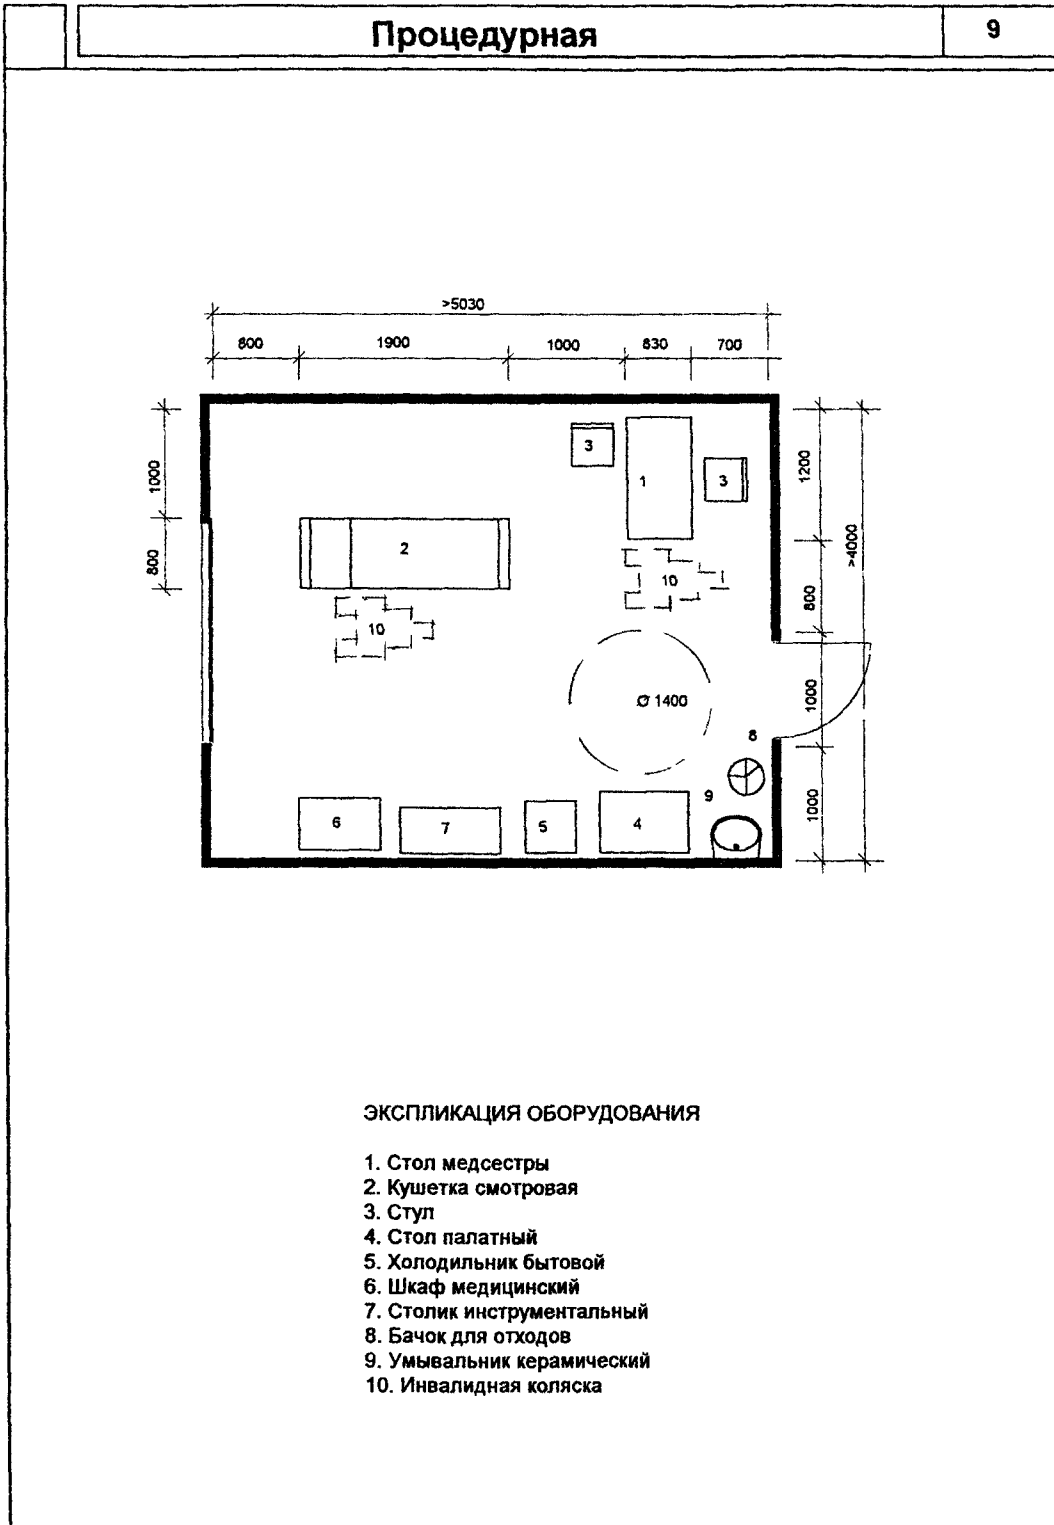 Процедурная
9
>5030
800
1900
1000
630
700
1000
800
1200
800
1000
1000
>4000
3
1
3
2
10
10
Ø 1400
8
9
6
7
5
4
ЭКСПЛИКАЦИЯ ОБОРУДОВАНИЯ
1. Стол медсестры
2. Кушетка смотровая
3. Стул
4. Стол палатный
5. Холодильник бытовой
6. Шкаф медицинский
7. Столик инструментальный
8. Бачок для отходов
9. Умывальник керамический
10. Инвалидная коляска